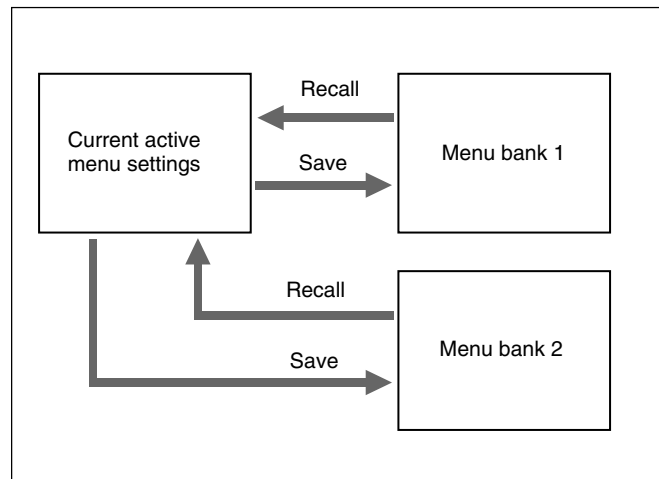 Recall
Current active
menu settings
Menu bank 1
Save
Recall
Menu bank 2
Save